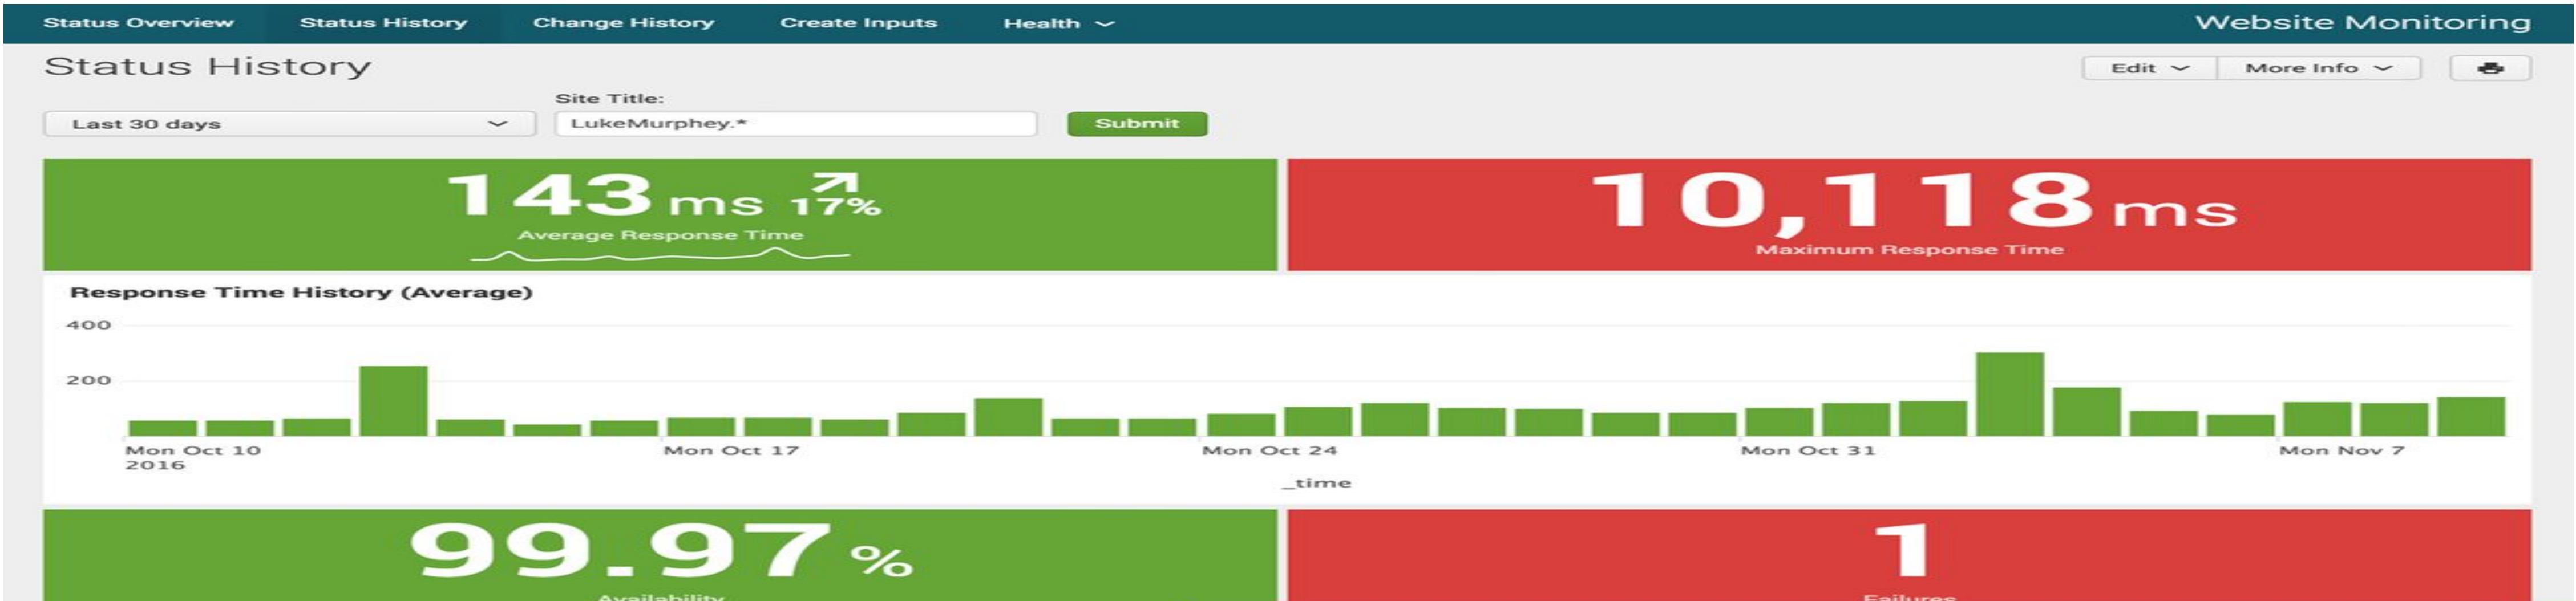 Status Overview Status History Change History Create Inputs Health Website Monitoring
Status History
Edit More Info
Site Title:
Last 30 days LukeMurphey.* Submit
143 ms 17%
Average Response Time
10,118 ms
Maximum Response Time
Response Time History (Average)
400
200
Mon Oct 10 Mon Oct 17 Mon Oct 24 Mon Oct 31 Mon Nov 7
2016
_time
99.97 %
Availability
1
Failures